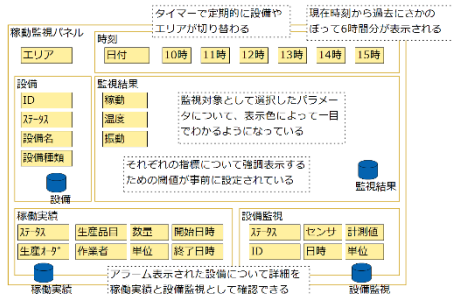 タイマーで定期的に設備や
エリアが切り替わる
現在時刻から過去にさかの
ぼって6時間分が表示される
稼動監視パネル
エリア
時刻
日付
10時
11時
12時
13時
14時
15時
設備
ID
ステータス
設備名
設備種類
設備
監視結果
稼動
温度
振動
監視対象として選択したパラメー
タについて、表示色によって一目
でわかるようになっている
それぞれの指標について強調表示する
ための閾値が事前に設定されている
監視結果
稼働実績
ステータス
生産品目
数量
開始日時
生産オーダ
作業者
単位
終了日時
稼働実績
設備監視
ステータス
センサ
計測値
ID
日時
単位
設備監視
アラーム表示された設備について詳細を
稼働実績と設備監視として確認できる